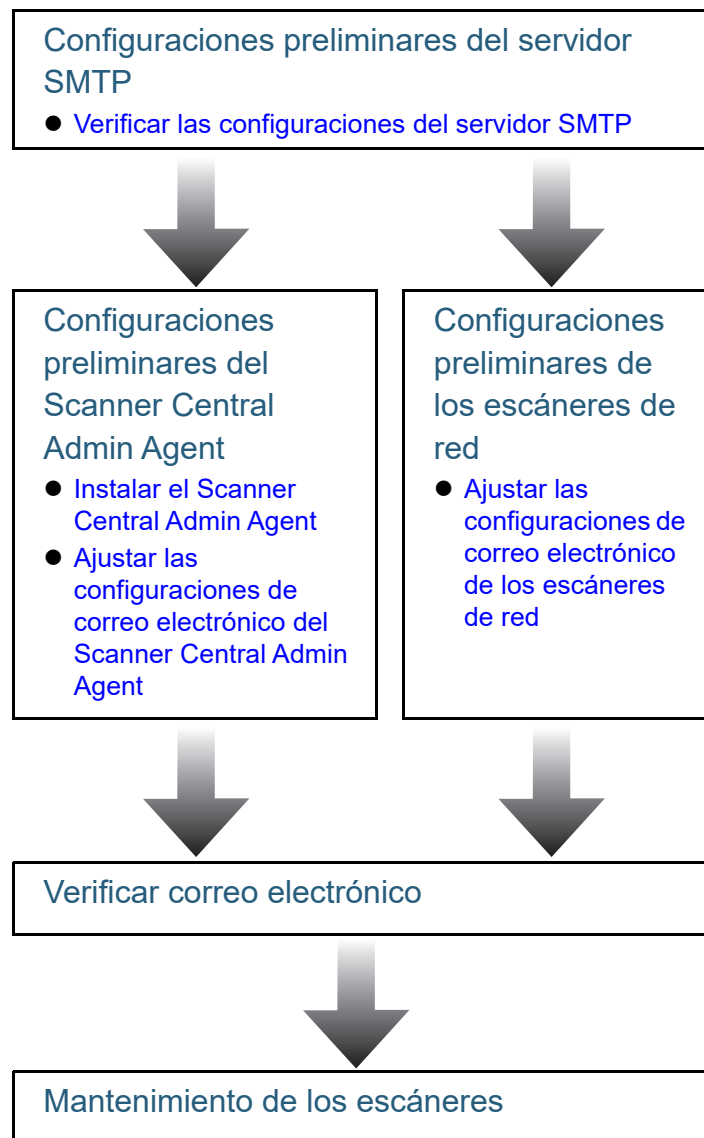 Configuraciones preliminares del servidor
SMTP
● Verificar las configuraciones del servidor SMTP
Configuraciones
preliminares del
Scanner Central
Admin Agent
● Instalar el Scanner
Central Admin Agent
● Ajustar las
configuraciones de
correo electrónico del
Scanner Central Admin
Agent
Configuraciones
preliminares de
los escáneres de
red
● Ajustar las
configuraciones de
correo electrónico
de los escáneres
de red
Verificar correo electrónico
Mantenimiento de los escáneres